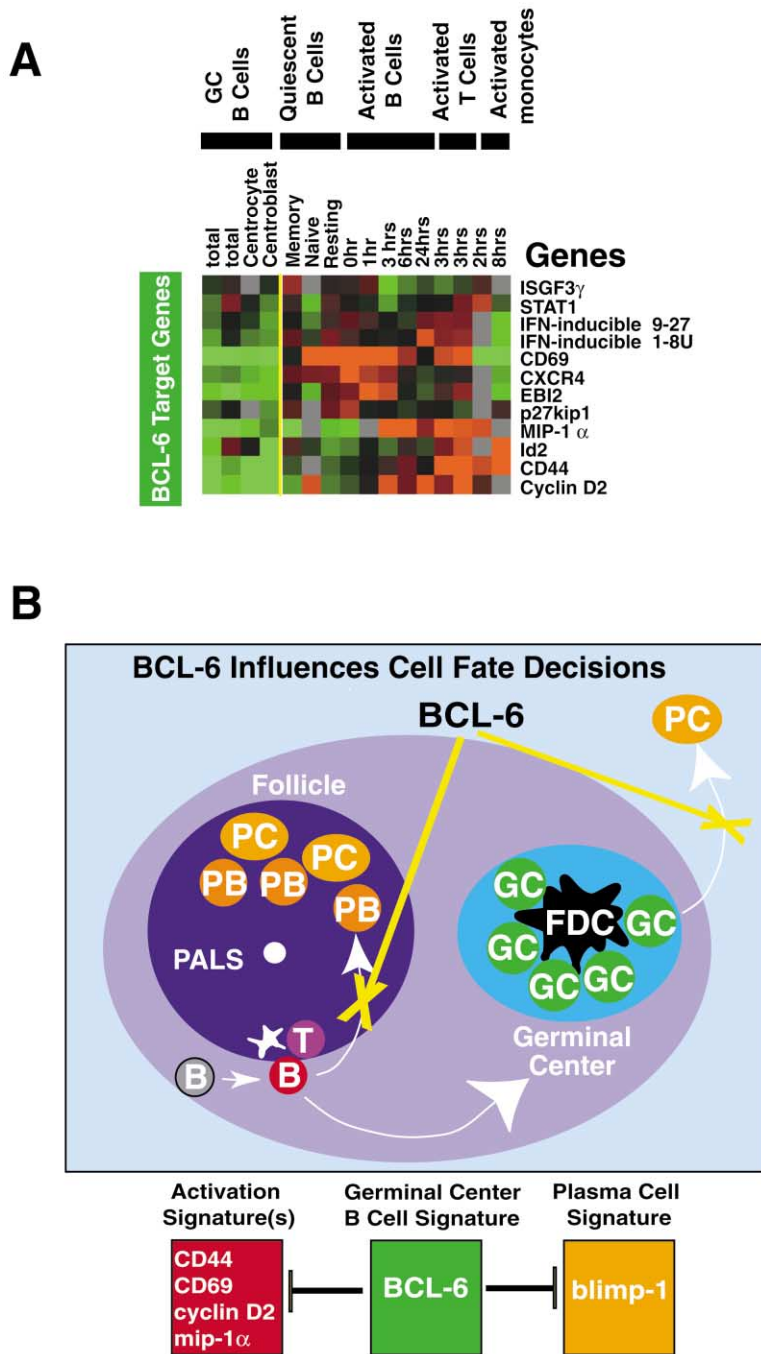 A
GC
B Cells
Quiescent
B Cells
Activated
B Cells
Activated
T Cells
Activated
monocytes
total
total
Centrocyte
Centroblast
Memory
Naive
Resting
0hr
1hr
3 hrs
6hrs
24hrs
3hrs
3hrs
2hrs
8hrs
Genes
BCL-6 Target Genes
ISGF3γ
STAT1
IFN-inducible 9-27
IFN-inducible 1-8U
CD69
CXCR4
EBI2
p27kip1
MIP-1 α
Id2
CD44
Cyclin D2
B
BCL-6 Influences Cell Fate Decisions
BCL-6
PC
Follicle
PC
PC
PB
PB
PB
PALS
GC
FDC
GC
GC
GC
GC
T
B
B
Germinal
Center
Activation
Signature(s)
Germinal Center
B Cell Signature
Plasma Cell
Signature
CD44
CD69
cyclin D2
mip-1α
BCL-6
blimp-1